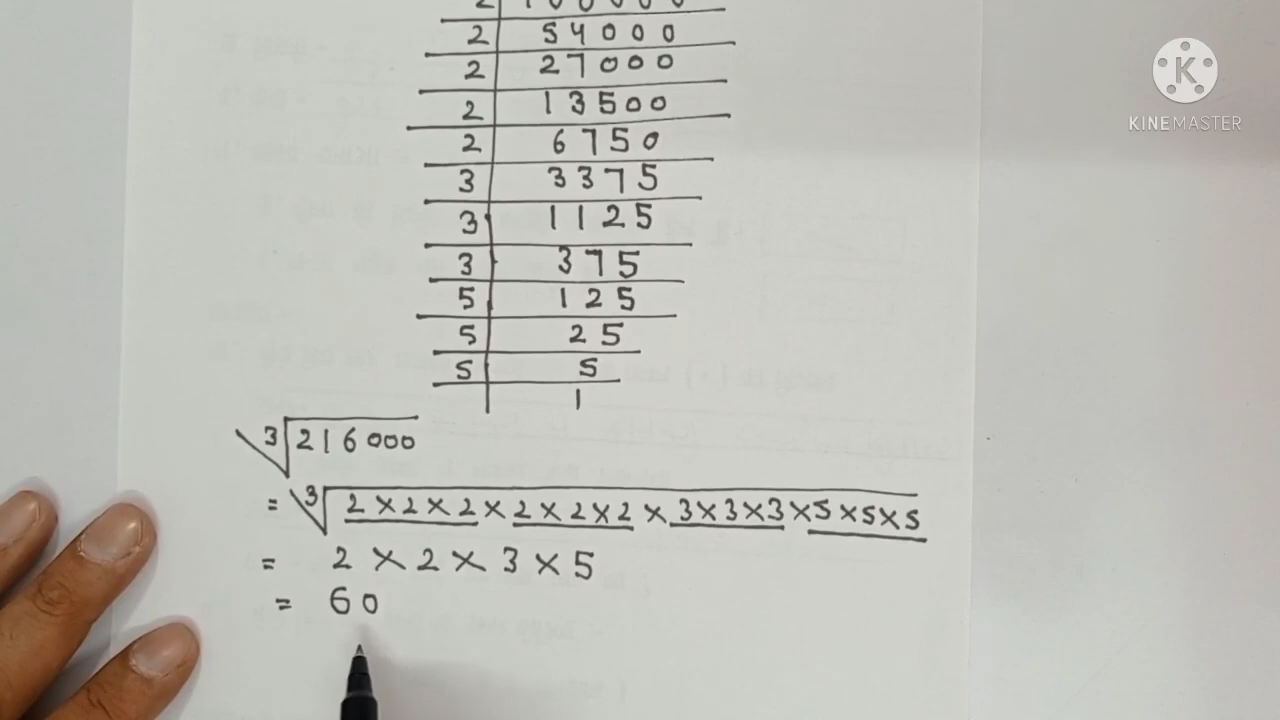 2 | 108000
2 | 54000
2 | 27000
2 | 13500
2 | 6750
3 | 3375
3 | 1125
3 | 375
5 | 125
5 | 25
5 | 5
1
∛216000
= ∛2×2×2×2×2×2×3×3×3×5×5×5
= 2×2×3×5
= 60
K
KINEMASTER